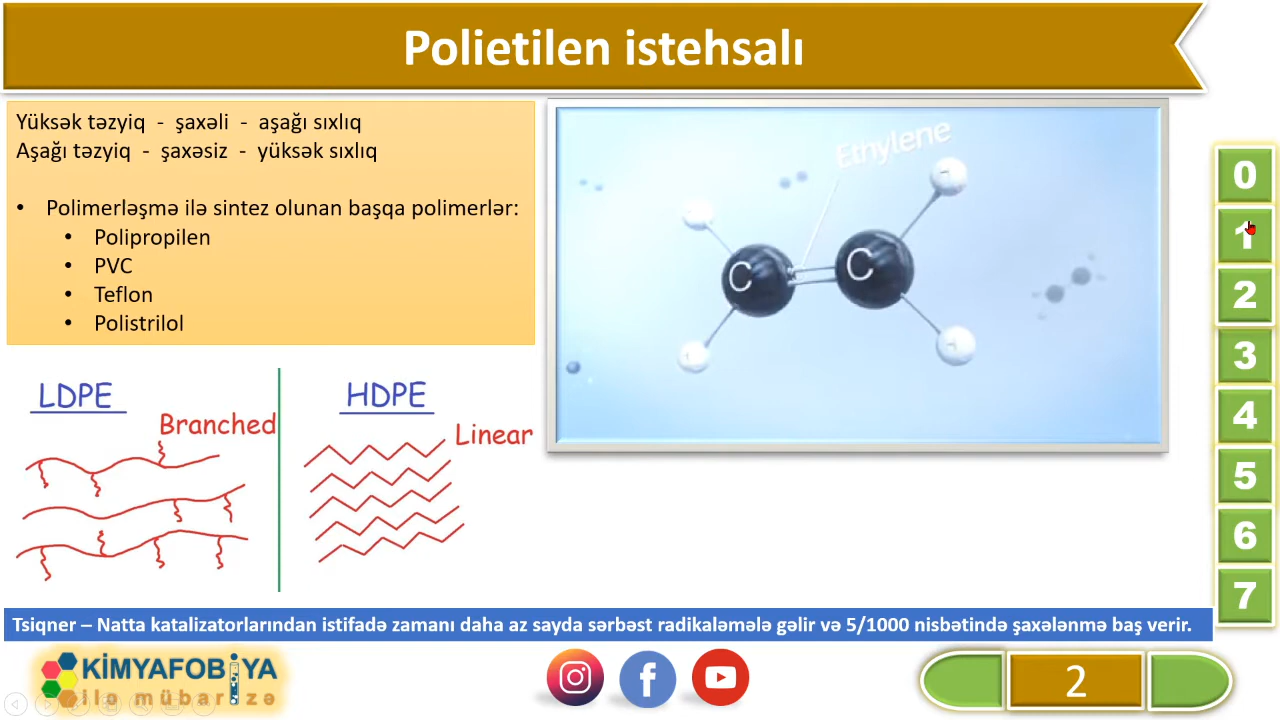 Polietilen istehsalı
Yüksək təzyiq - şaxəli - aşağı sıxlıq
Aşağı təzyiq - şaxəsiz - yüksək sıxlıq
• Polimerləşmə ilə sintez olunan başqa polimerlər:
• Polipropilen
• PVC
• Teflon
• Polistrilol
Ethylene
C
C
LDPE
Branched
HDPE
Linear
0
1
2
3
4
5
6
7
Tsiqner – Natta katalizatorlarından istifadə zamanı daha az sayda sərbəst radikaləmələ gəlir və 5/1000 nisbətində şaxələnmə baş verir.
KİMYAFOBİYA
ilə mübarizə
2